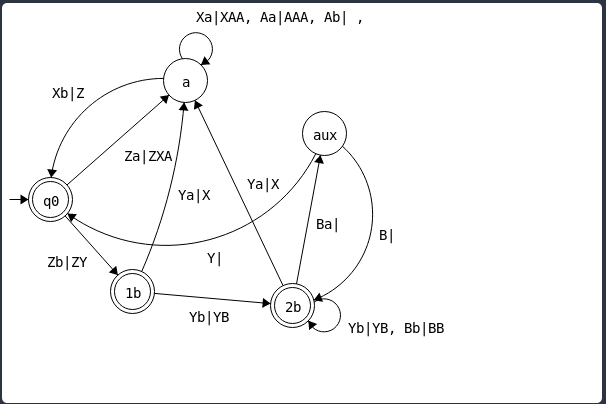 Xa|XAA, Aa|AAA, Ab| ,
a
Xb|Z
aux
Za|ZXA
Ya|X
Ya|X
q0
Ba|
B|
Y|
Zb|ZY
1b
2b
Yb|YB
Yb|YB, Bb|BB